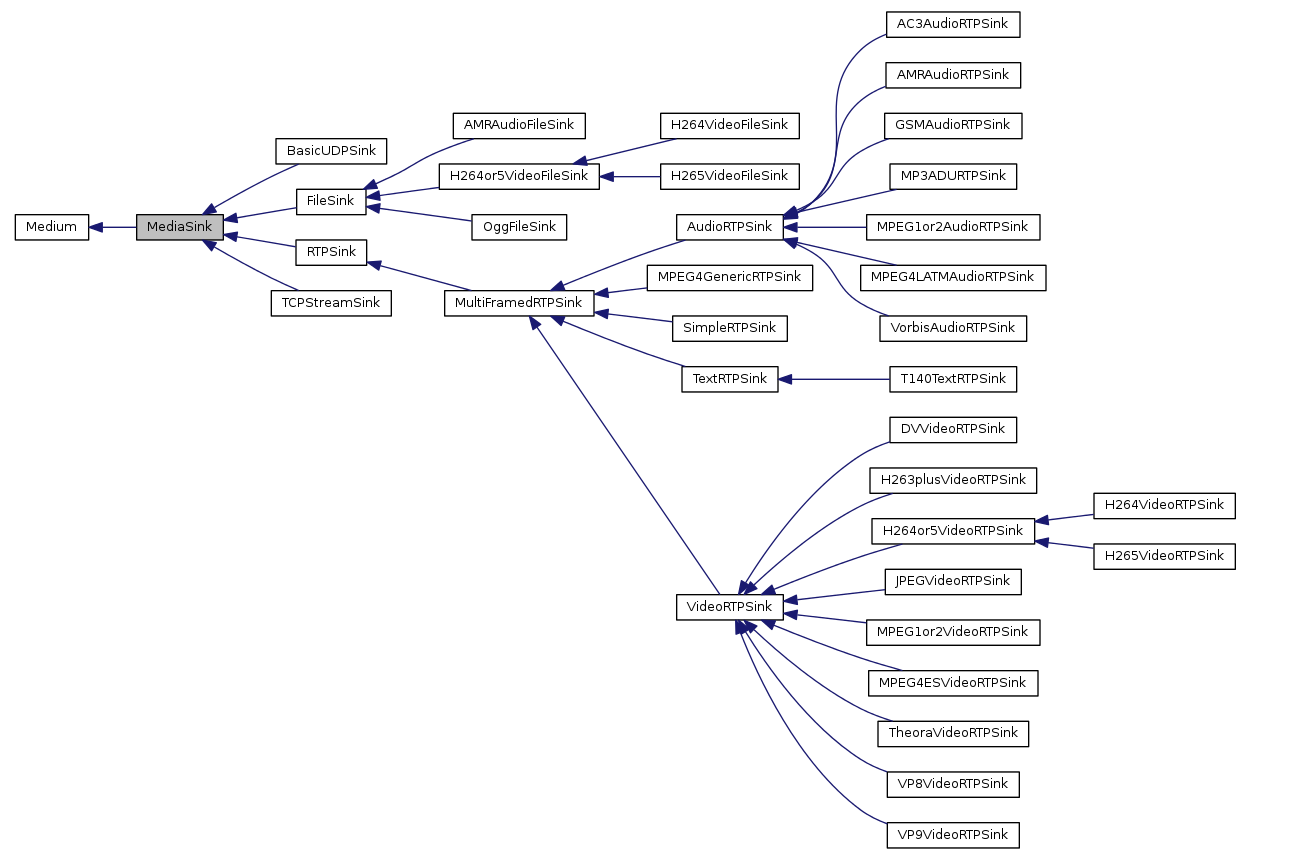 AC3AudioRTPSink
AMRAudioRTPSink
AMRAudioFileSink
H264VideoFileSink
GSMAudioRTPSink
BasicUDPSink
H264or5VideoFileSink
H265VideoFileSink
MP3ADURTPSink
FileSink
Medium
MediaSink
OggFileSink
AudioRTPSink
MPEG1or2AudioRTPSink
RTPSink
MPEG4GenericRTPSink
MPEG4LATMAudioRTPSink
TCPStreamSink
MultiFramedRTPSink
SimpleRTPSink
VorbisAudioRTPSink
TextRTPSink
T140TextRTPSink
DVVideoRTPSink
H263plusVideoRTPSink
H264VideoRTPSink
H264or5VideoRTPSink
H265VideoRTPSink
JPEGVideoRTPSink
VideoRTPSink
MPEG1or2VideoRTPSink
MPEG4ESVideoRTPSink
TheoraVideoRTPSink
VP8VideoRTPSink
VP9VideoRTPSink